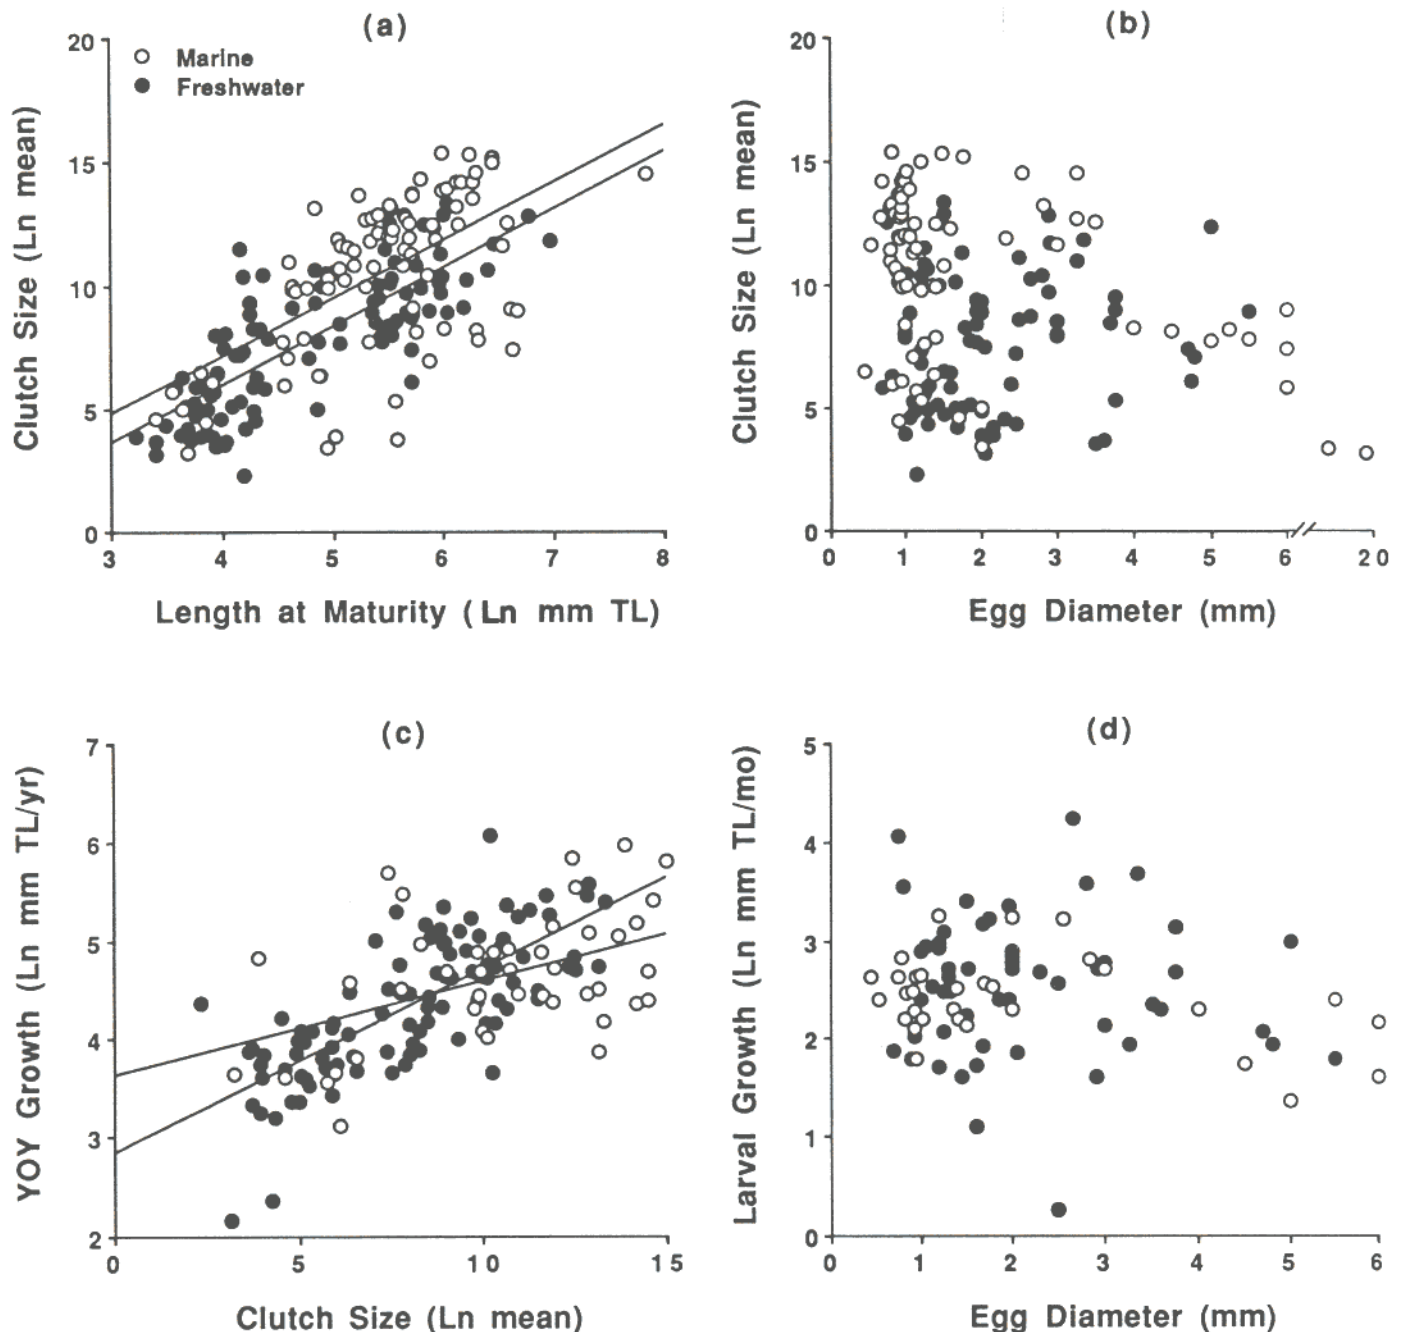 (a)
20
15
10
5
0
Marine
Freshwater
Clutch Size (Ln mean)
3 4 5 6 7 8
Length at Maturity (Ln mm TL)
(b)
20
15
10
5
0
Clutch Size (Ln mean)
0 1 2 3 4 5 6 20
Egg Diameter (mm)
(c)
7
6
5
4
3
2
YOY Growth (Ln mm TL/yr)
0 5 10 15
Clutch Size (Ln mean)
(d)
5
4
3
2
1
0
Larval Growth (Ln mm TL/mo)
0 1 2 3 4 5 6
Egg Diameter (mm)